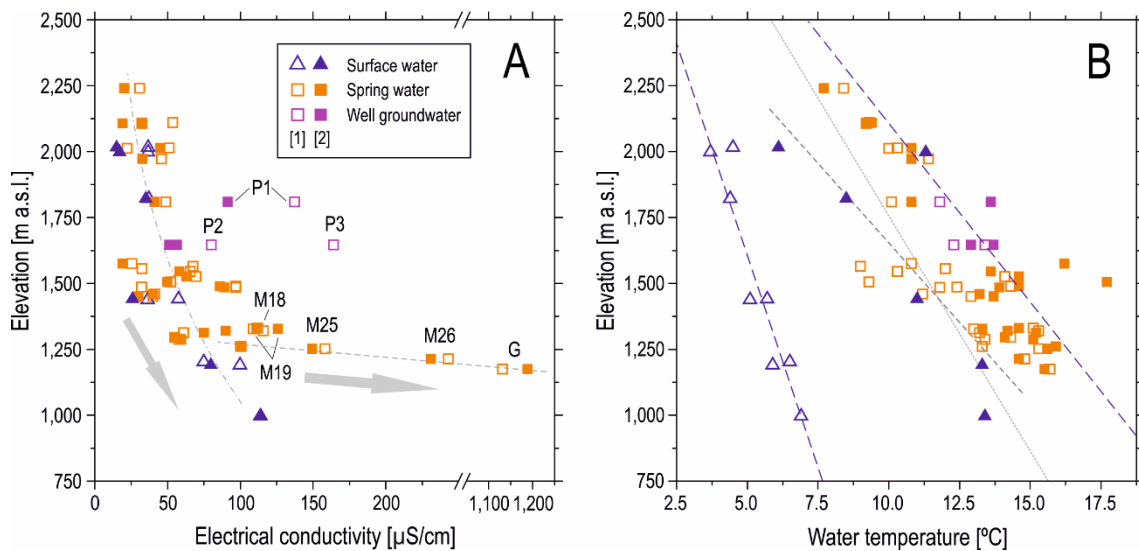 2,500
2,250
2,000
1,750
1,500
1,250
1,000
750
Elevation [m a.s.l.]
0
50
100
150
200
1,100
1,200
Electrical conductivity [µS/cm]
A
Surface water
Spring water
Well groundwater
[1] [2]
P1
P2
P3
M18
M25
M26
M19
G
2,500
2,250
2,000
1,750
1,500
1,250
1,000
750
Elevation [m a.s.l.]
2.5
5.0
7.5
10.0
12.5
15.0
17.5
Water temperature [ºC]
B